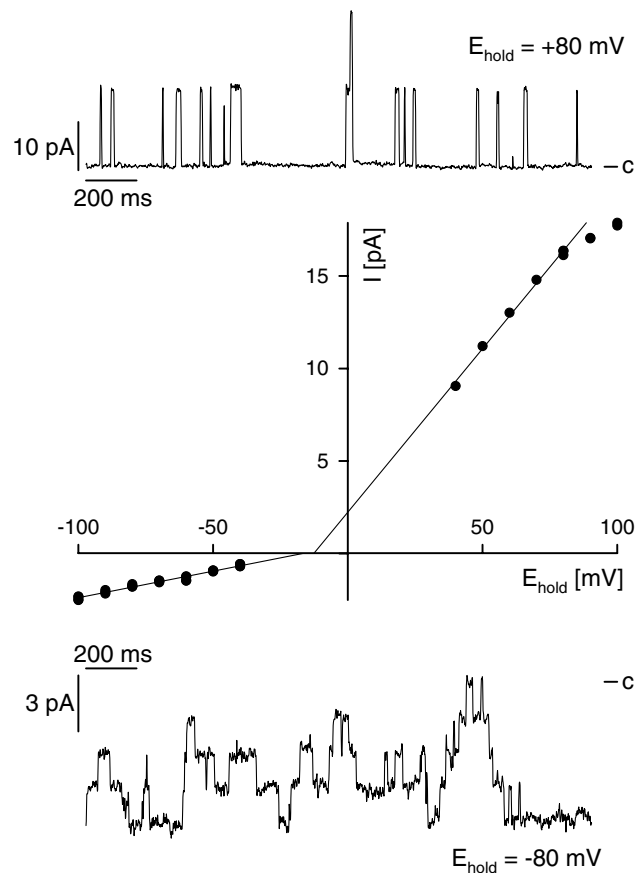 E_hold = +80 mV
10 pA
– c
200 ms
I [pA]
15
10
5
-100 -50 50 100
E_hold [mV]
200 ms
– c
3 pA
E_hold = -80 mV